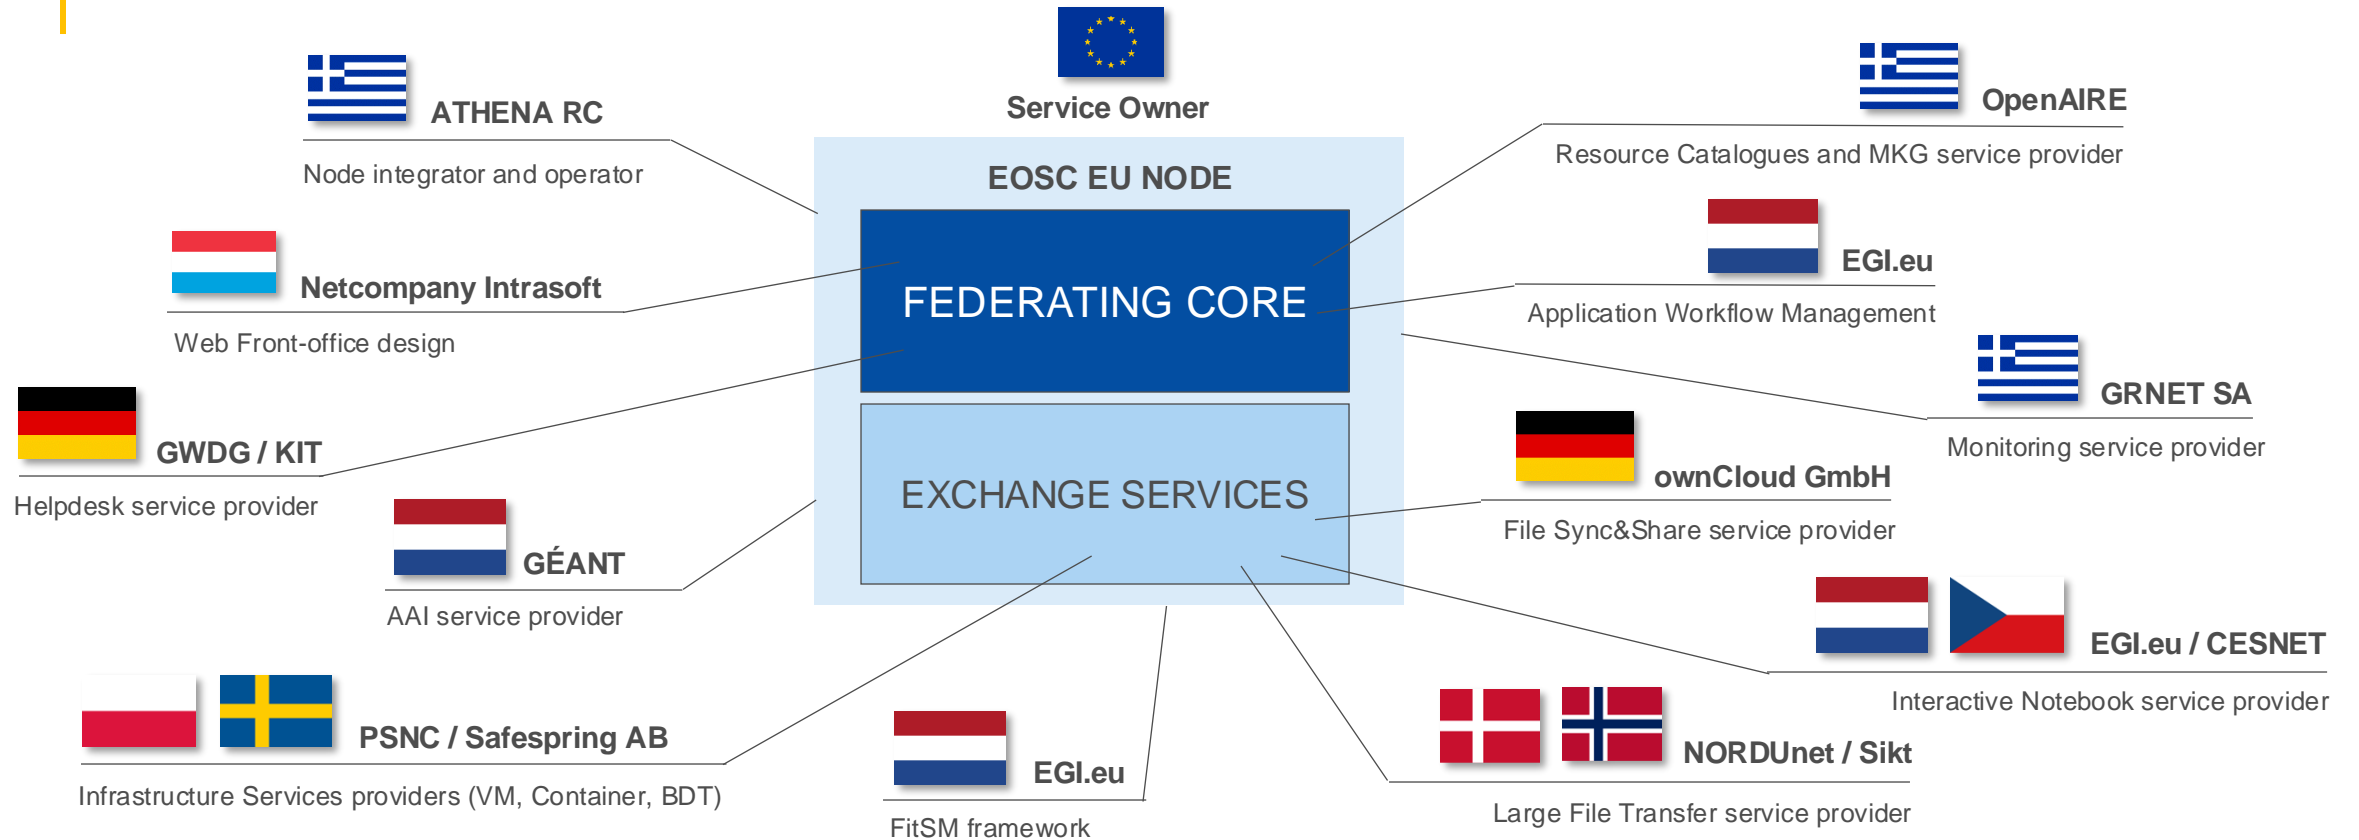 Service Owner
ATHENA RC
Node integrator and operator
OpenAIRE
Resource Catalogues and MKG service provider
EOSC EU NODE
FEDERATING CORE
EXCHANGE SERVICES
Netcompany Intrasoft
Web Front-office design
EGI.eu
Application Workflow Management
GWDG / KIT
Helpdesk service provider
GRNET SA
Monitoring service provider
GÉANT
AAI service provider
ownCloud GmbH
File Sync&Share service provider
PSNC / Safespring AB
Infrastructure Services providers (VM, Container, BDT)
EGI.eu
FitSM framework
EGI.eu / CESNET
Interactive Notebook service provider
NORDUnet / Sikt
Large File Transfer service provider